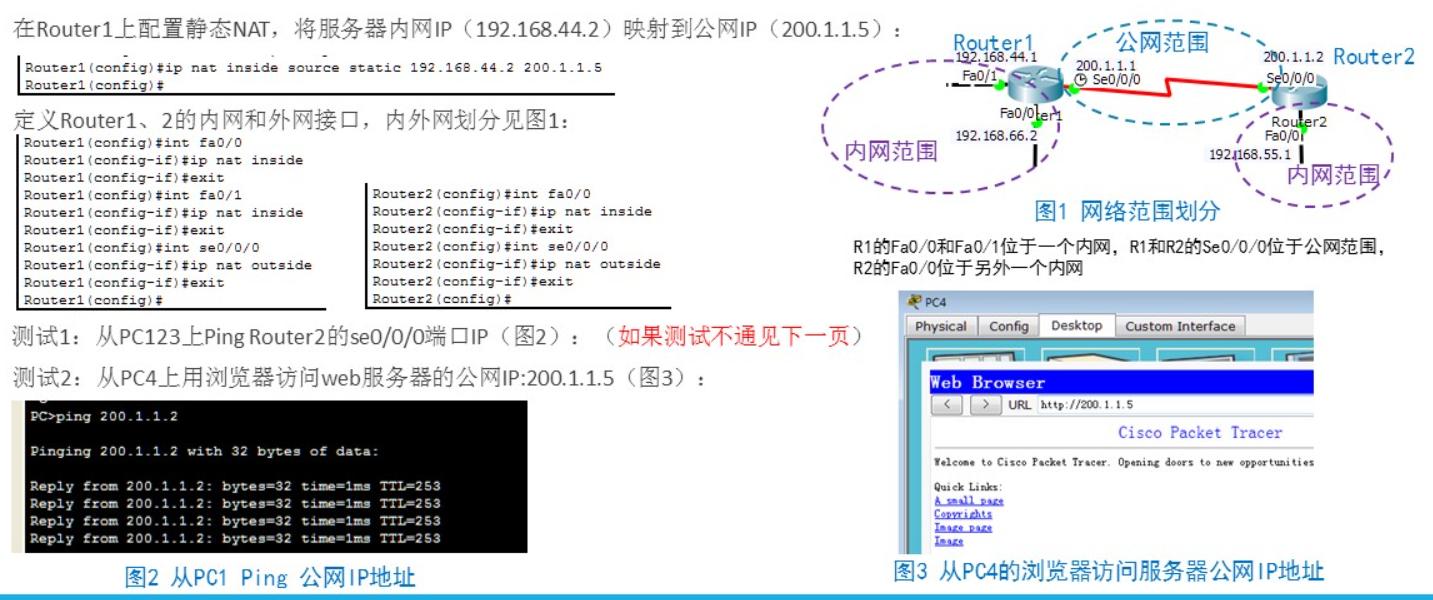 在Router1上配置静态NAT，将服务器内网IP（192.168.44.2）映射到公网IP（200.1.1.5）：
Router1(config)#ip nat inside source static 192.168.44.2 200.1.1.5
Router1(config)#
定义Router1、2的内网和外网接口，内外网划分见图1：
Router1(config)#int fa0/0
Router1(config-if)#ip nat inside
Router1(config-if)#exit
Router1(config)#int fa0/1
Router1(config-if)#ip nat inside
Router1(config-if)#exit
Router1(config)#int se0/0/0
Router1(config-if)#ip nat outside
Router1(config-if)#exit
Router1(config)#
Router2(config)#int fa0/0
Router2(config-if)#ip nat inside
Router2(config-if)#exit
Router2(config)#int se0/0/0
Router2(config-if)#ip nat outside
Router2(config-if)#exit
Router2(config)#
测试1：从PC123上Ping Router2的se0/0/0端口IP（图2）：（如果测试不通见下一页）
测试2：从PC4上用浏览器访问web服务器的公网IP:200.1.1.5（图3）：
PC>ping 200.1.1.2
Pinging 200.1.1.2 with 32 bytes of data:
Reply from 200.1.1.2: bytes=32 time=1ms TTL=253
Reply from 200.1.1.2: bytes=32 time=1ms TTL=253
Reply from 200.1.1.2: bytes=32 time=1ms TTL=253
Reply from 200.1.1.2: bytes=32 time=1ms TTL=253
图2 从PC1 Ping 公网IP地址
Router1
公网范围
192.168.44.1
200.1.1.2
Router2
Fa0/1
200.1.1.1
Se0/0/0
Se0/0/0
Fa0/0
ter1
192.168.66.2
Router2
Fa0/0
192.168.55.1
内网范围
内网范围
图1 网络范围划分
R1的Fa0/0和Fa0/1位于一个内网，R1和R2的Se0/0/0位于公网范围，
R2的Fa0/0位于另外一个内网
PC4
Physical Config Desktop Custom Interface
Web Browser
< > URL http://200.1.1.5
Cisco Packet Tracer
Welcome to Cisco Packet Tracer. Opening doors to new opportunities
Quick Links:
A small page
Copyrights
Image page
Image
图3 从PC4的浏览器访问服务器公网IP地址